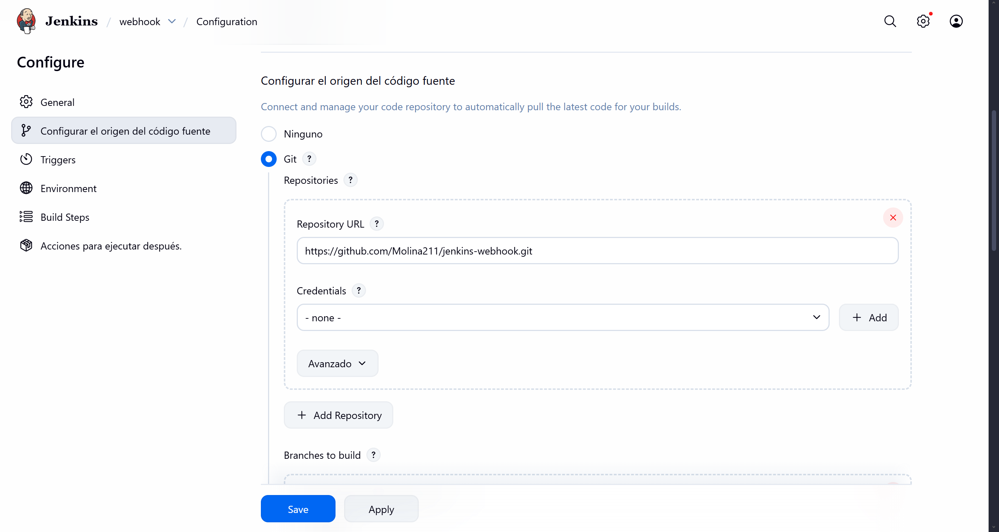 Jenkins / webhook / Configuration
Configure
General
Configurar el origen del código fuente
Triggers
Environment
Build Steps
Acciones para ejecutar después.
Configurar el origen del código fuente
Connect and manage your code repository to automatically pull the latest code for your builds.
Ninguno
Git ?
Repositories ?
Repository URL ?
https://github.com/Molina211/jenkins-webhook.git
Credentials ?
- none -
+ Add
Avanzado
+ Add Repository
Branches to build ?
Save
Apply